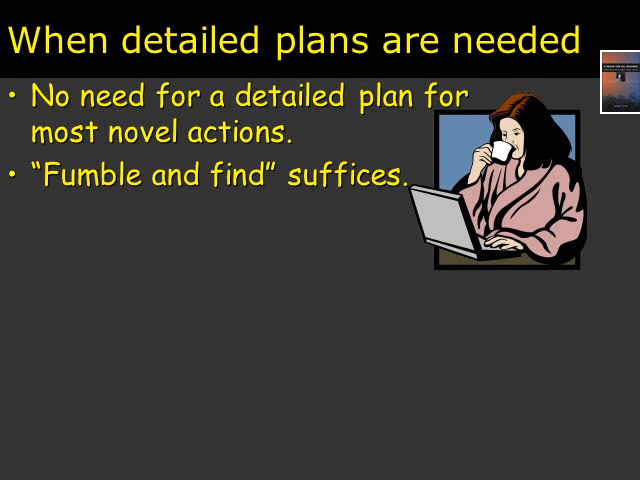 When detailed plans are needed
• No need for a detailed plan for
most novel actions.
• “Fumble and find” suffices.